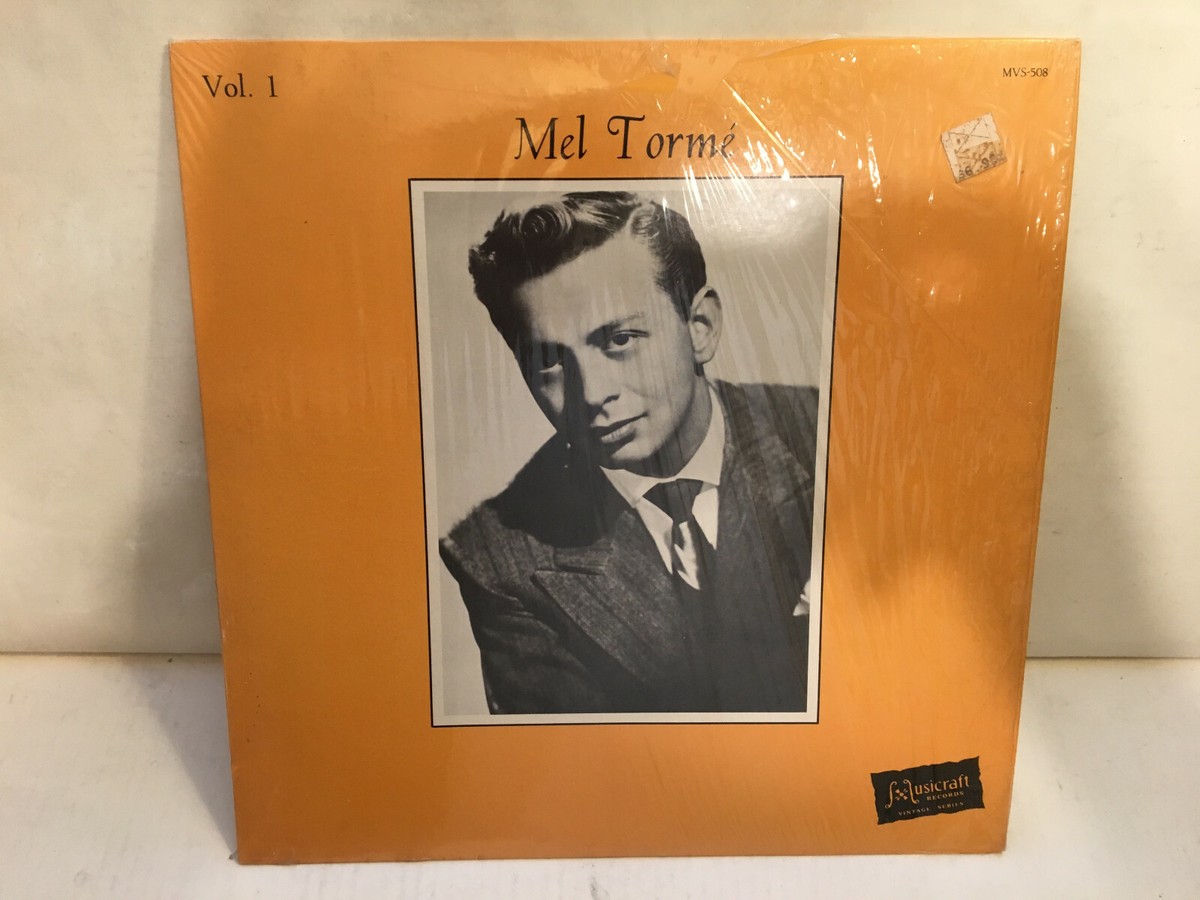 Vol. 1
MVS-508
Mel Tormé
Musicraft
RECORDS
VINTAGE SERIES